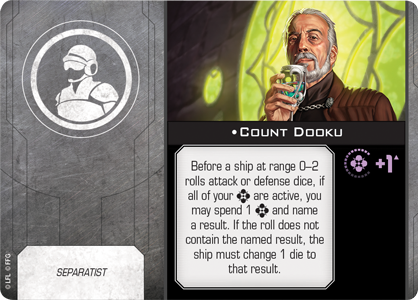 •Count Dooku
Before a ship at range 0–2
rolls attack or defense dice, if
all of your are active, you
may spend 1 and name
a result. If the roll does not
contain the named result, the
ship must change 1 die to
that result.
+1
SEPARATIST
© LFL © FFG